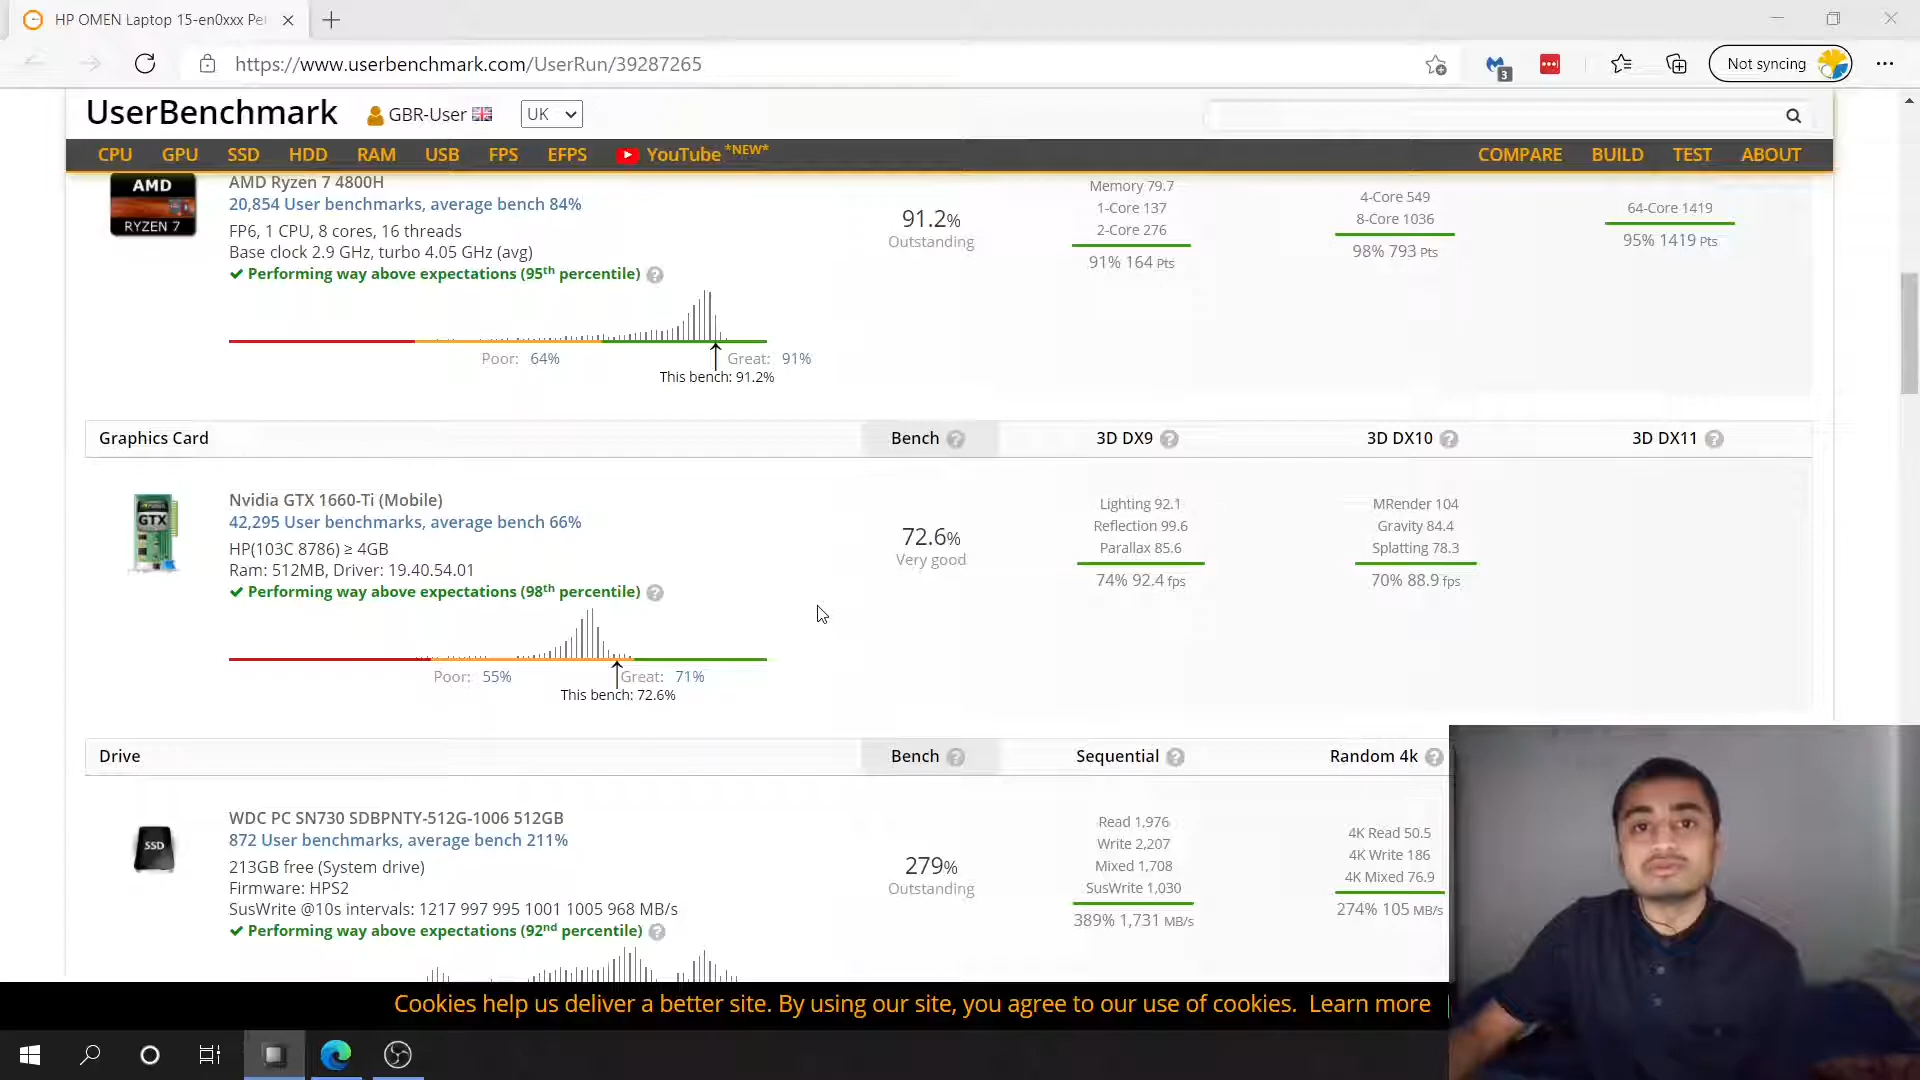 HP OMEN Laptop 15-en0xxx Pe
https://www.userbenchmark.com/UserRun/39287265
3
Not syncing
UserBenchmark
GBR-User
UK
CPU GPU SSD HDD RAM USB FPS EFPS YouTube *NEW* COMPARE BUILD TEST ABOUT
AMD
RYZEN 7
AMD Ryzen 7 4800H
20,854 User benchmarks, average bench 84%
FP6, 1 CPU, 8 cores, 16 threads
Base clock 2.9 GHz, turbo 4.05 GHz (avg)
Performing way above expectations (95th percentile) ?
Poor: 64% Great: 91%
This bench: 91.2%
91.2%
Outstanding
Memory 79.7
1-Core 137
2-Core 276
91% 164 Pts
4-Core 549
8-Core 1036
98% 793 Pts
64-Core 1419
95% 1419 Pts
Graphics Card Bench ? 3D DX9 ? 3D DX10 ? 3D DX11 ?
GTX
Nvidia GTX 1660-Ti (Mobile)
42,295 User benchmarks, average bench 66%
HP(103C 8786) ≥ 4GB
Ram: 512MB, Driver: 19.40.54.01
Performing way above expectations (98th percentile) ?
Poor: 55% Great: 71%
This bench: 72.6%
72.6%
Very good
Lighting 92.1
Reflection 99.6
Parallax 85.6
74% 92.4 fps
MRender 104
Gravity 84.4
Splatting 78.3
70% 88.9 fps
Drive Bench ? Sequential ? Random 4k ?
SSD
WDC PC SN730 SDBPNTY-512G-1006 512GB
872 User benchmarks, average bench 211%
213GB free (System drive)
Firmware: HPS2
SusWrite @10s intervals: 1217 997 995 1001 1005 968 MB/s
Performing way above expectations (92nd percentile) ?
279%
Outstanding
Read 1,976
Write 2,207
Mixed 1,708
SusWrite 1,030
389% 1,731 MB/s
4K Read 50.5
4K Write 186
4K Mixed 76.9
274% 105 MB/s
Cookies help us deliver a better site. By using our site, you agree to our use of cookies. Learn more